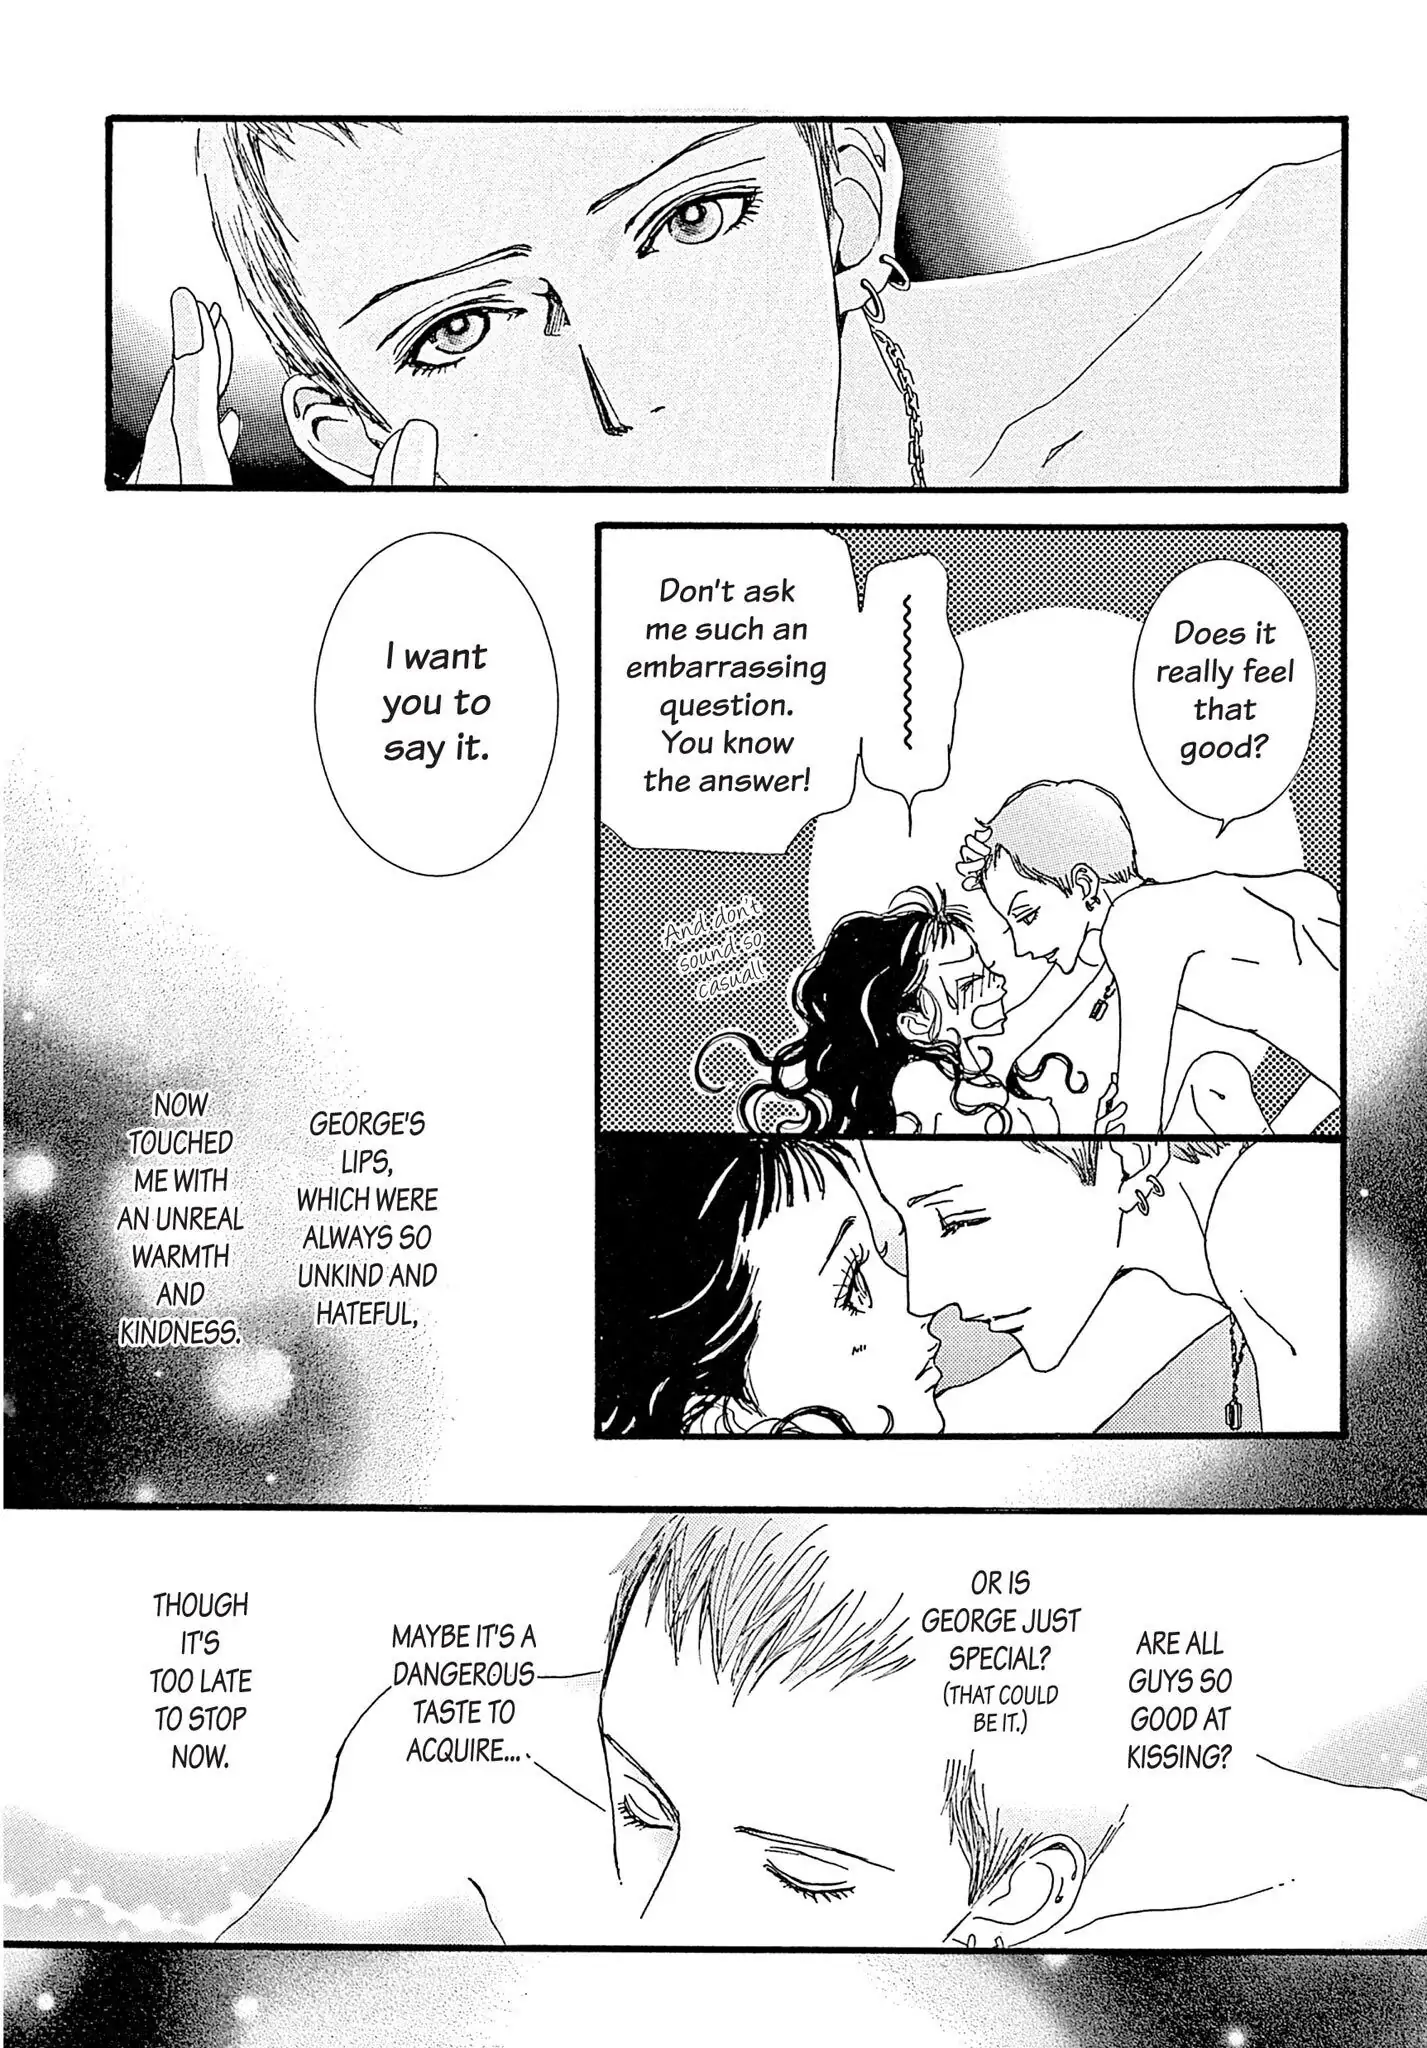 Does it
really feel
that
good?
Don't ask
me such an
embarrassing
question.
You know
the answer!
And don't
sound so
casual!
I want
you to
say it.
GEORGE'S
LIPS,
WHICH WERE
ALWAYS SO
UNKIND AND
HATEFUL,
NOW
TOUCHED
ME WITH
AN UNREAL
WARMTH
AND
KINDNESS.
ARE ALL
GUYS SO
GOOD AT
KISSING?
OR IS
GEORGE JUST
SPECIAL?
(THAT COULD
BE IT.)
MAYBE IT'S A
DANGEROUS
TASTE TO
ACQUIRE...
THOUGH
IT'S
TOO LATE
TO STOP
NOW.